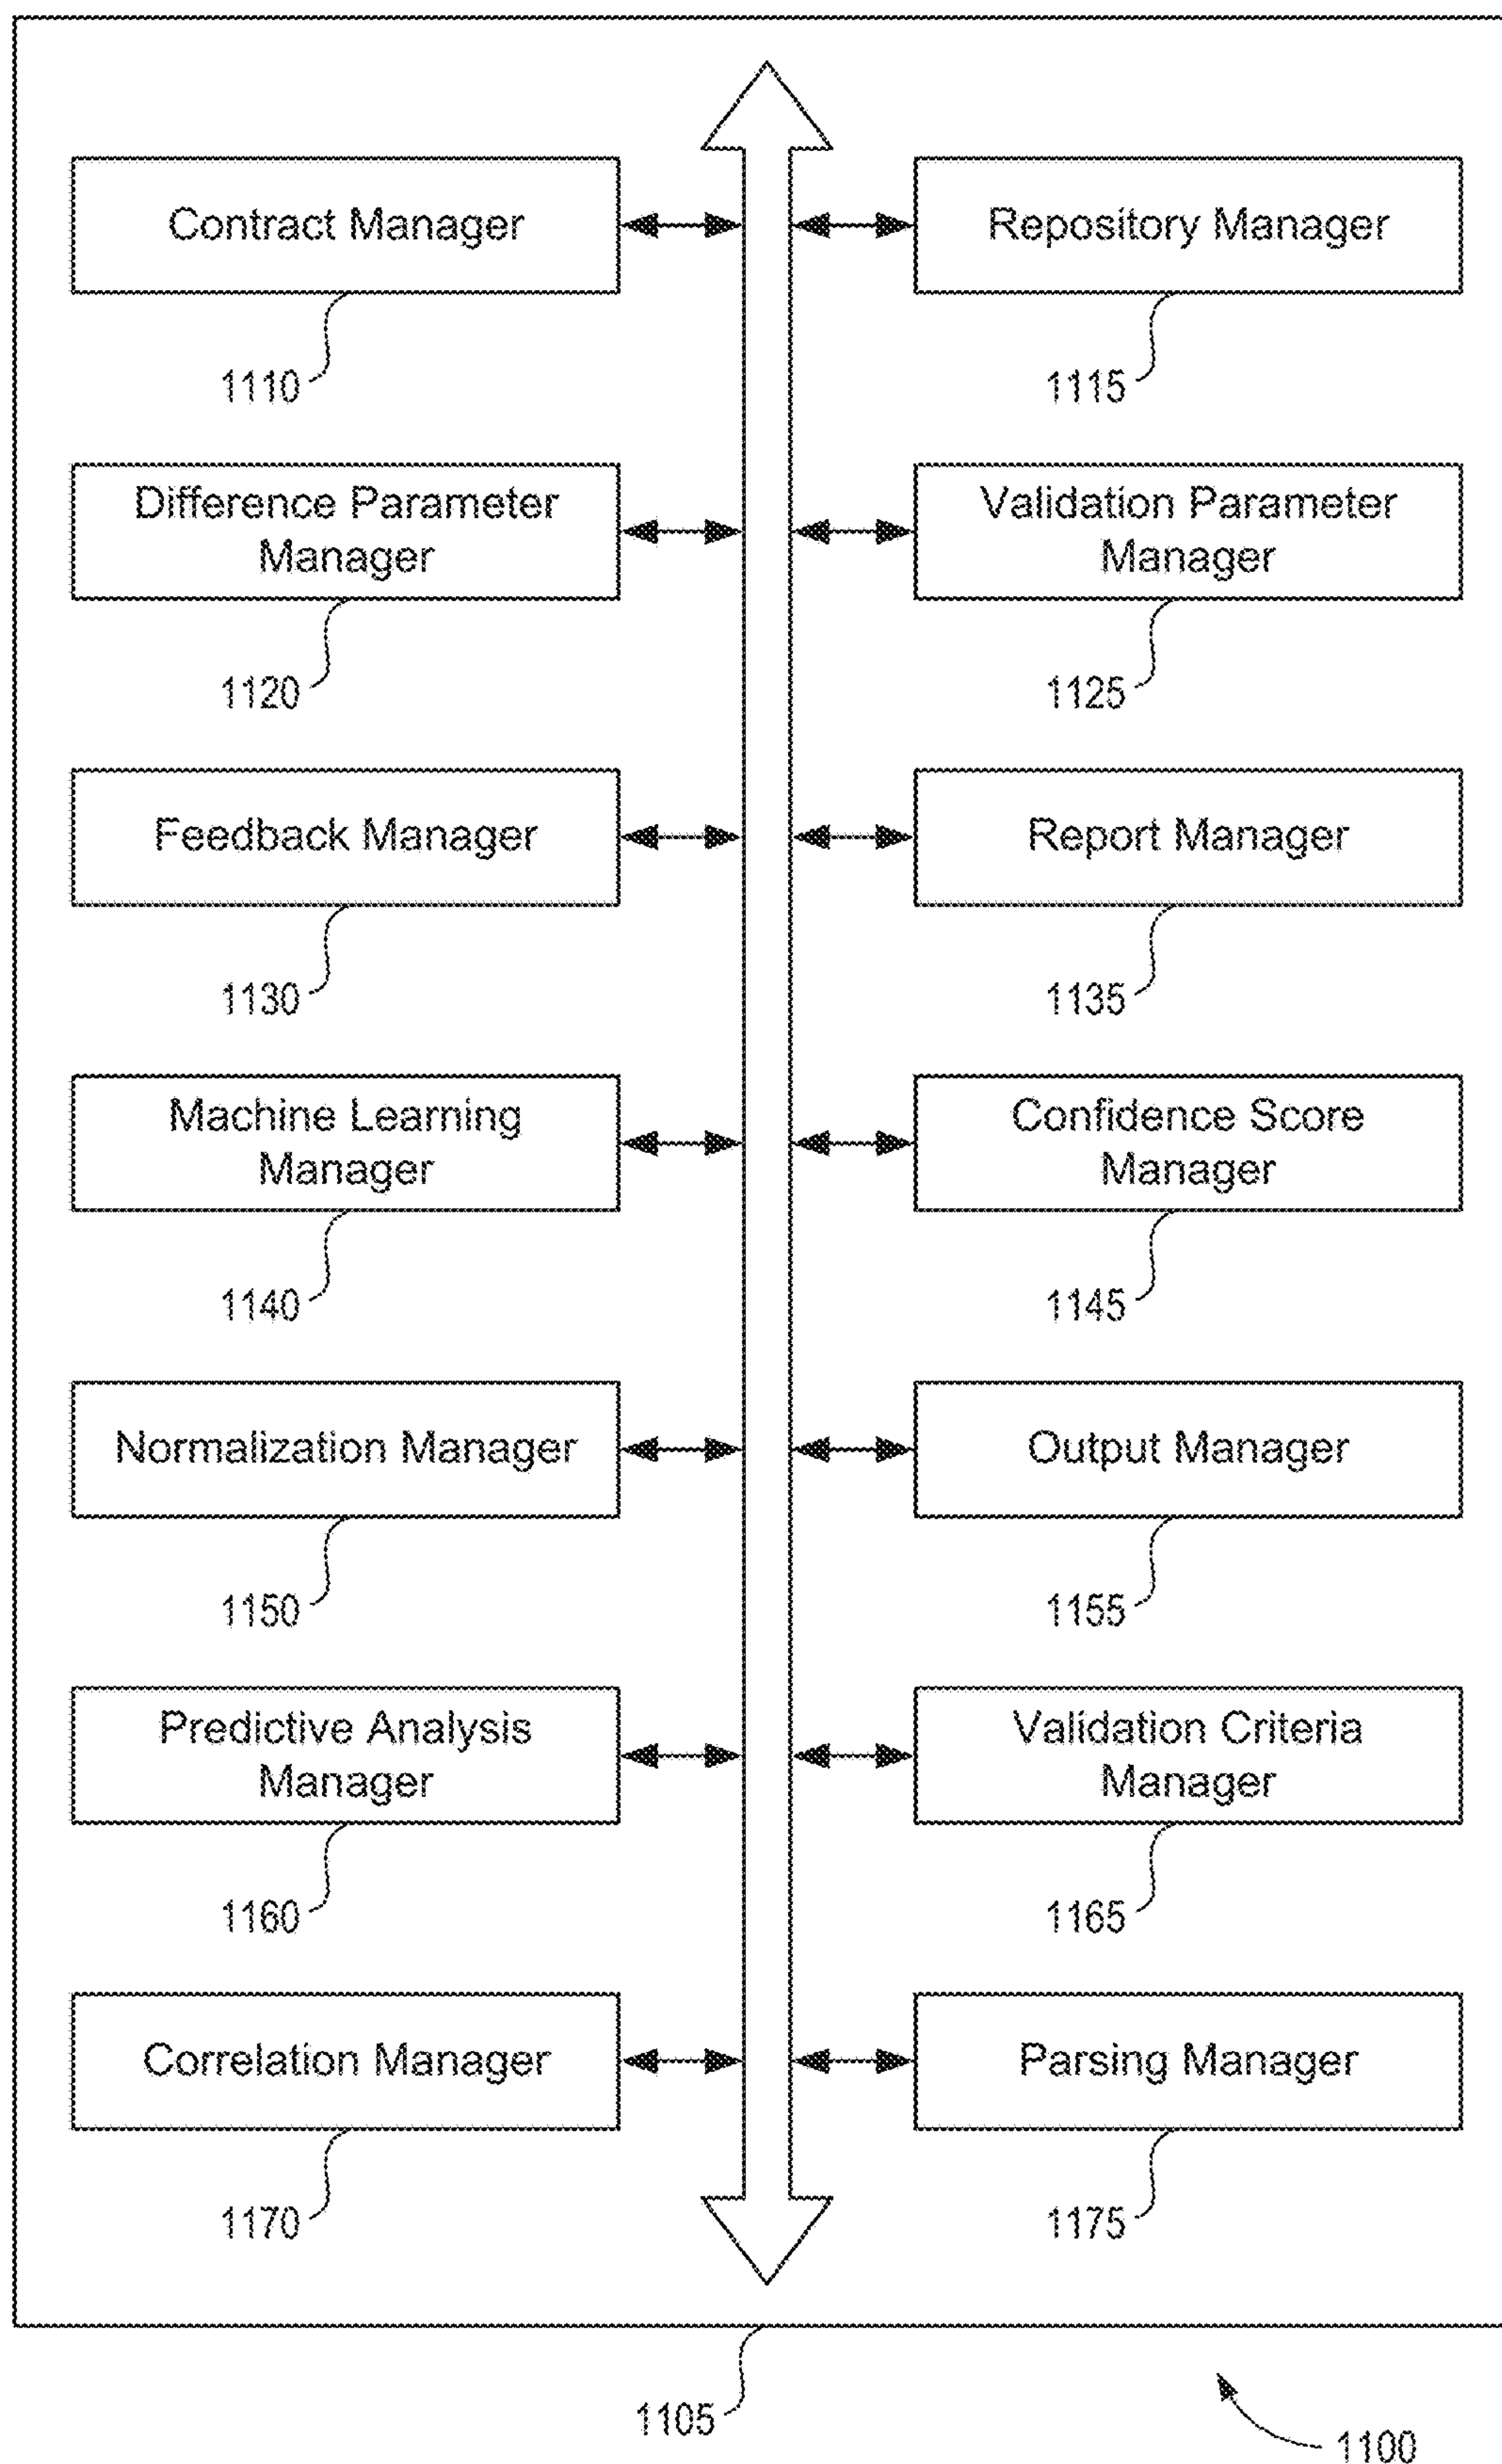 Contract Manager
Repository Manager
1110
1115
Difference Parameter
Manager
Validation Parameter
Manager
1120
1125
Feedback Manager
Report Manager
1130
1135
Machine Learning
Manager
Confidence Score
Manager
1140
1145
Normalization Manager
Output Manager
1150
1155
Predictive Analysis
Manager
Validation Criteria
Manager
1160
1165
Correlation Manager
Parsing Manager
1170
1175
1105
1100